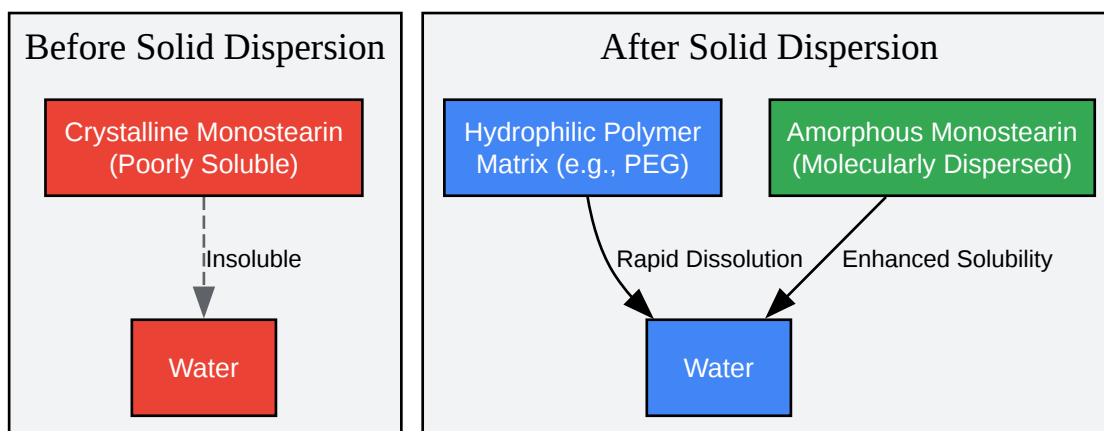 Before Solid Dispersion
Crystalline Monostearin
(Poorly Soluble)
Insoluble
Water
After Solid Dispersion
Hydrophilic Polymer
Matrix (e.g., PEG)
Amorphous Monostearin
(Molecularly Dispersed)
Rapid Dissolution
Enhanced Solubility
Water